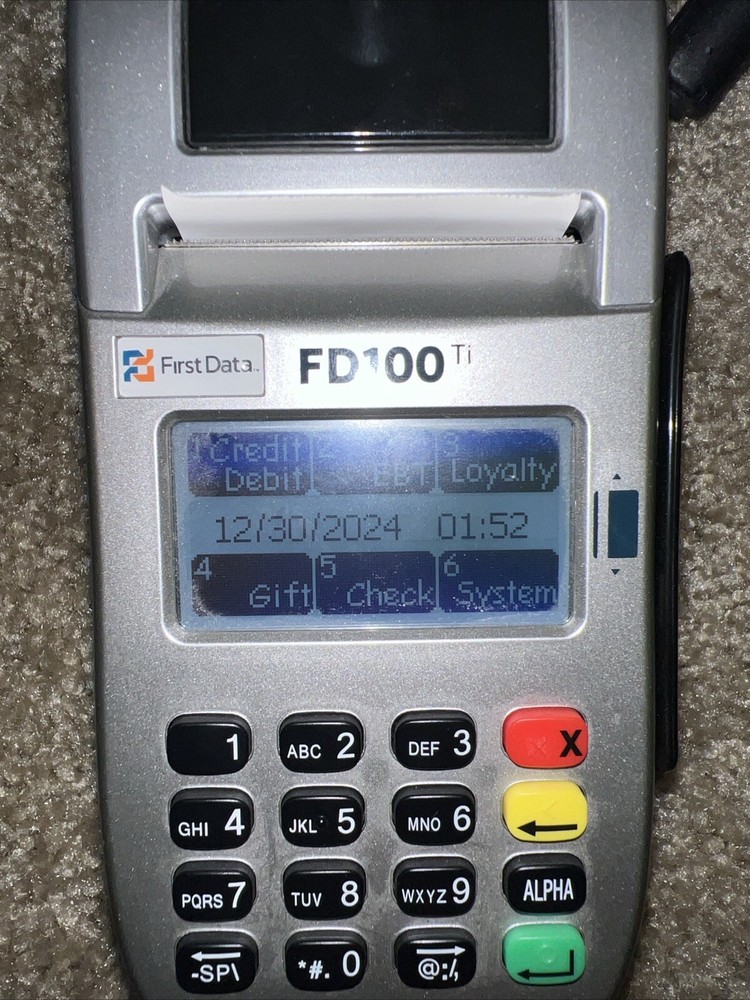 First Data™
FD100 Ti
1 Credit Debit
2 EBT
3 Loyalty
12/30/2024 01:52
4 Gift
5 Check
6 System
1
ABC 2
DEF 3
X
GHI 4
JKL 5
MNO 6
PQRS 7
TUV 8
WXYZ 9
ALPHA
-SP\
*#. 0
@:/,